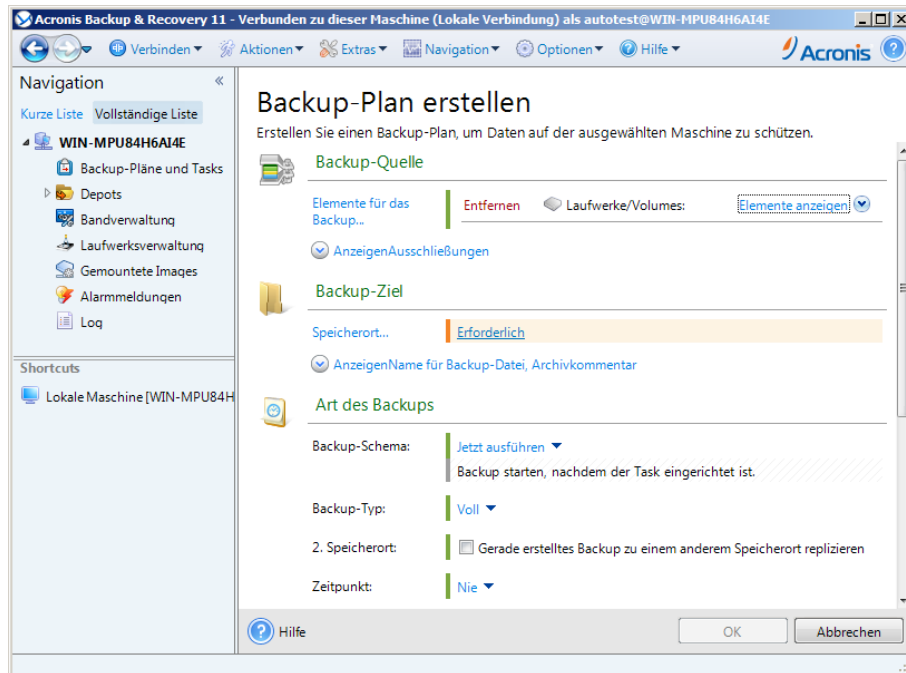 Acronis Backup & Recovery 11 - Verbunden zu dieser Maschine (Lokale Verbindung) als autotest@WIN-MPU84H6AI4E
Verbinden Aktionen Extras Navigation Optionen Hilfe Acronis
Navigation
Kurze Liste Vollständige Liste
WIN-MPU84H6AI4E
Backup-Pläne und Tasks
Depots
Bandverwaltung
Laufwerksverwaltung
Gemountete Images
Alarmmeldungen
Log
Shortcuts
Lokale Maschine [WIN-MPU84H
Backup-Plan erstellen
Erstellen Sie einen Backup-Plan, um Daten auf der ausgewählten Maschine zu schützen.
Backup-Quelle
Elemente für das
Backup...
Entfernen Laufwerke/Volumes: Elemente anzeigen
AnzeigenAusschließungen
Backup-Ziel
Speicherort... Erforderlich
AnzeigenName für Backup-Datei, Archivkommentar
Art des Backups
Backup-Schema: Jetzt ausführen
Backup starten, nachdem der Task eingerichtet ist.
Backup-Typ: Voll
2. Speicherort: Gerade erstelltes Backup zu einem anderem Speicherort replizieren
Zeitpunkt: Nie
Hilfe OK Abbrechen